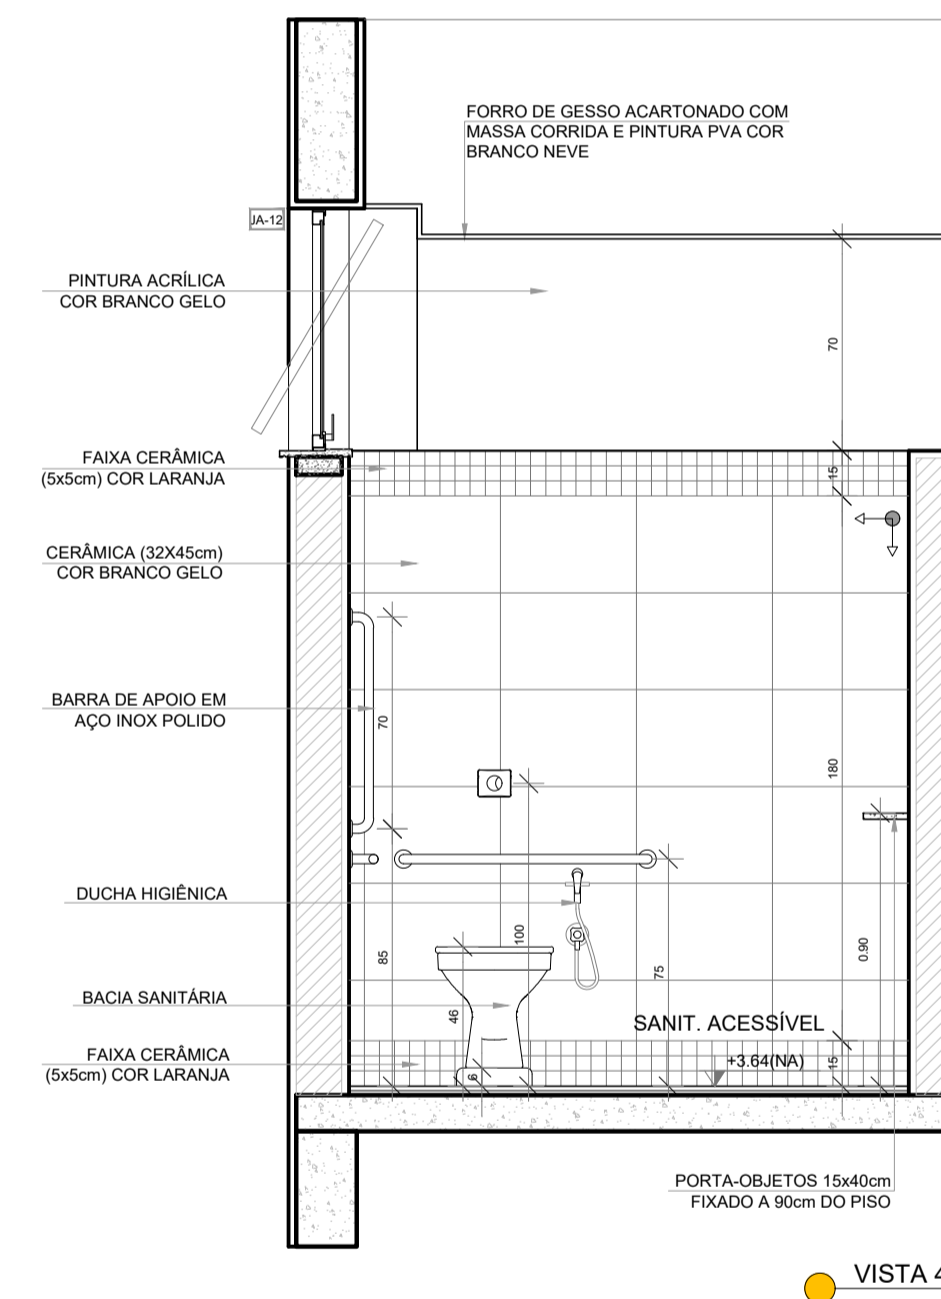 FORRO DE GESSO ACARTONADO COM
MASSA CORRIDA E PINTURA PVA COR
BRANCO NEVE
JA-12
PINTURA ACRÍLICA
COR BRANCO GELO
70
FAIXA CERÂMICA
(5x5cm) COR LARANJA
15
CERÂMICA (32X45cm)
COR BRANCO GELO
BARRA DE APOIO EM
AÇO INOX POLIDO
70
180
DUCHA HIGIÊNICA
100
85
75
0.90
BACIA SANITÁRIA
46
SANIT. ACESSÍVEL
FAIXA CERÂMICA
(5x5cm) COR LARANJA
6
+3.64(NA)
15
PORTA-OBJETOS 15x40cm
FIXADO A 90cm DO PISO
VISTA 4